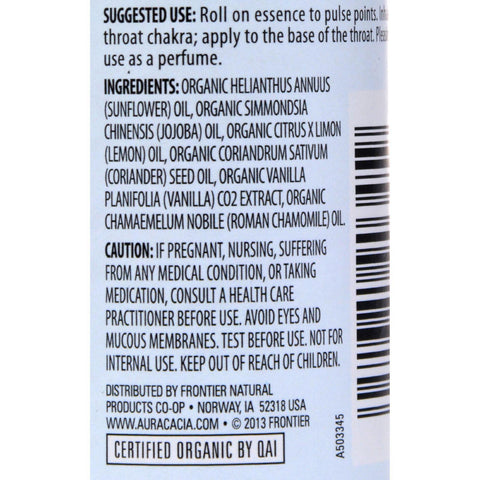 SUGGESTED USE: Roll on essence to pulse points.
throat chakra; apply to the base of the throat.
use as a perfume.
INGREDIENTS: ORGANIC HELIANTHUS ANNUUS
(SUNFLOWER) OIL, ORGANIC SIMMONDSIA
CHINENSIS (JOJOBA) OIL, ORGANIC CITRUS X LIMON
(LEMON) OIL, ORGANIC CORIANDRUM SATIVUM
(CORIANDER) SEED OIL, ORGANIC VANILLA
PLANIFOLIA (VANILLA) CO2 EXTRACT, ORGANIC
CHAMAEMELUM NOBILE (ROMAN CHAMOMILE) OIL.
CAUTION: IF PREGNANT, NURSING, SUFFERING
FROM ANY MEDICAL CONDITION, OR TAKING
MEDICATION, CONSULT A HEALTH CARE
PRACTITIONER BEFORE USE. AVOID EYES AND
MUCOUS MEMBRANES. TEST BEFORE USE. NOT FOR
INTERNAL USE. KEEP OUT OF REACH OF CHILDREN.
DISTRIBUTED BY FRONTIER NATURAL
PRODUCTS CO-OP • NORWAY, IA 52318 USA
WWW.AURACACIA.COM • © 2013 FRONTIER
CERTIFIED ORGANIC BY QAI
A503345